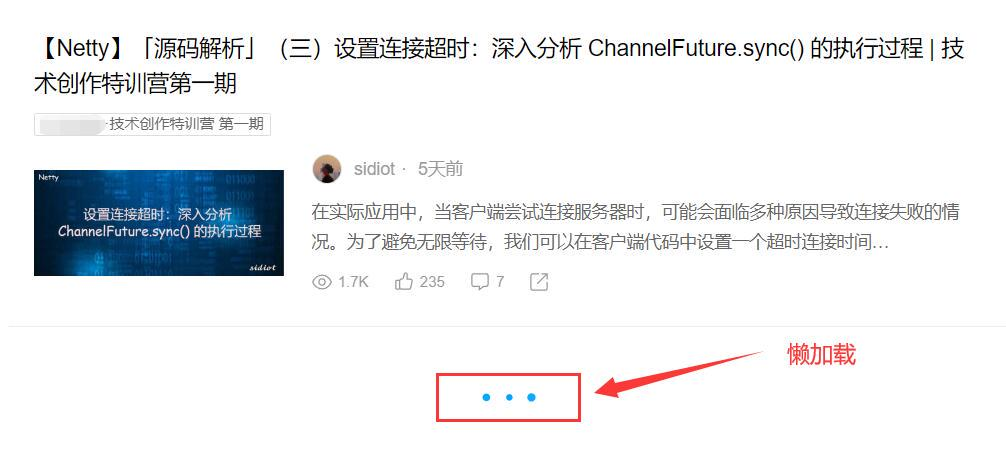 【Netty】「源码解析」（三）设置连接超时：深入分析 ChannelFuture.sync() 的执行过程 | 技
术创作特训营第一期
·技术创作特训营 第一期
sidiot · 5天前
Netty
设置连接超时：深入分析
ChannelFuture.sync() 的执行过程
sidiot
在实际应用中，当客户端尝试连接服务器时，可能会面临多种原因导致连接失败的情
况。为了避免无限等待，我们可以在客户端代码中设置一个超时连接时间...
1.7K 235 7
懒加载